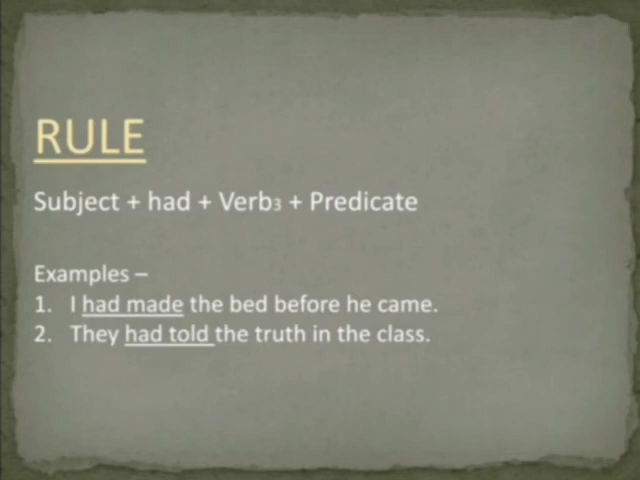 RULE
Subject + had + Verb3 + Predicate
Examples –
1. I had made the bed before he came.
2. They had told the truth in the class.